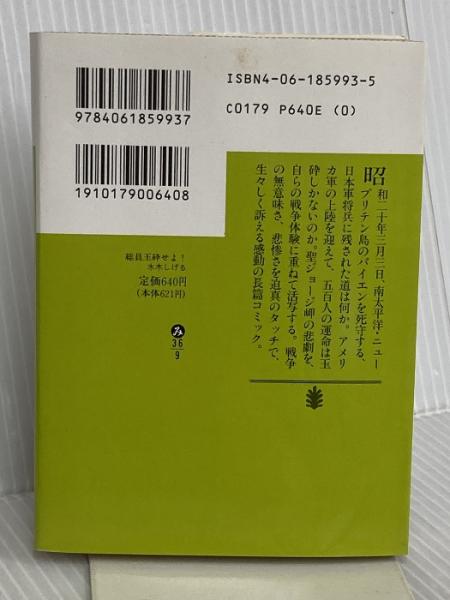 ISBN4-06-185993-5
C0179 P640E (0)
9784061859937
1910179006408
総員玉砕せよ!
水木しげる
定価640円
(本体621円)
み
36
9
昭和二十年三月三日、南太平洋・ニュー
ブリテン島のバイエンを死守する、
日本軍将兵に残された道は何か。アメリ
カ軍の上陸を迎えて、五百人の運命は玉
砕しかないのか。聖ジョージ岬の悲劇を、
自らの戦争体験に重ねて活写する。戦争
の無意味さ、悲惨さを迫真のタッチで、
生々しく訴える感動の長篇コミック。